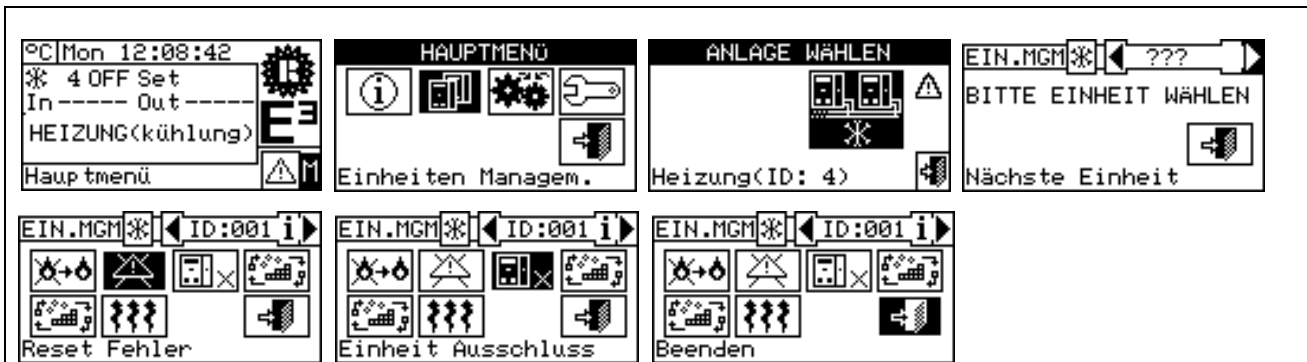 ºC Mon 12:08:42
4 OFF Set
In ----- Out -----
HEIZUNG(kühlung)
E³
Hauptmenü
M
HAUPTMENÜ
Einheiten Managem.
ANLAGE WäHLEN
Heizung(ID: 4)
EIN.MGM ???
BITTE EINHEIT WäHLEN
Nächste Einheit
EIN.MGM ID:001 i
Reset Fehler
EIN.MGM ID:001 i
Einheit Ausschluss
EIN.MGM ID:001 i
Beenden